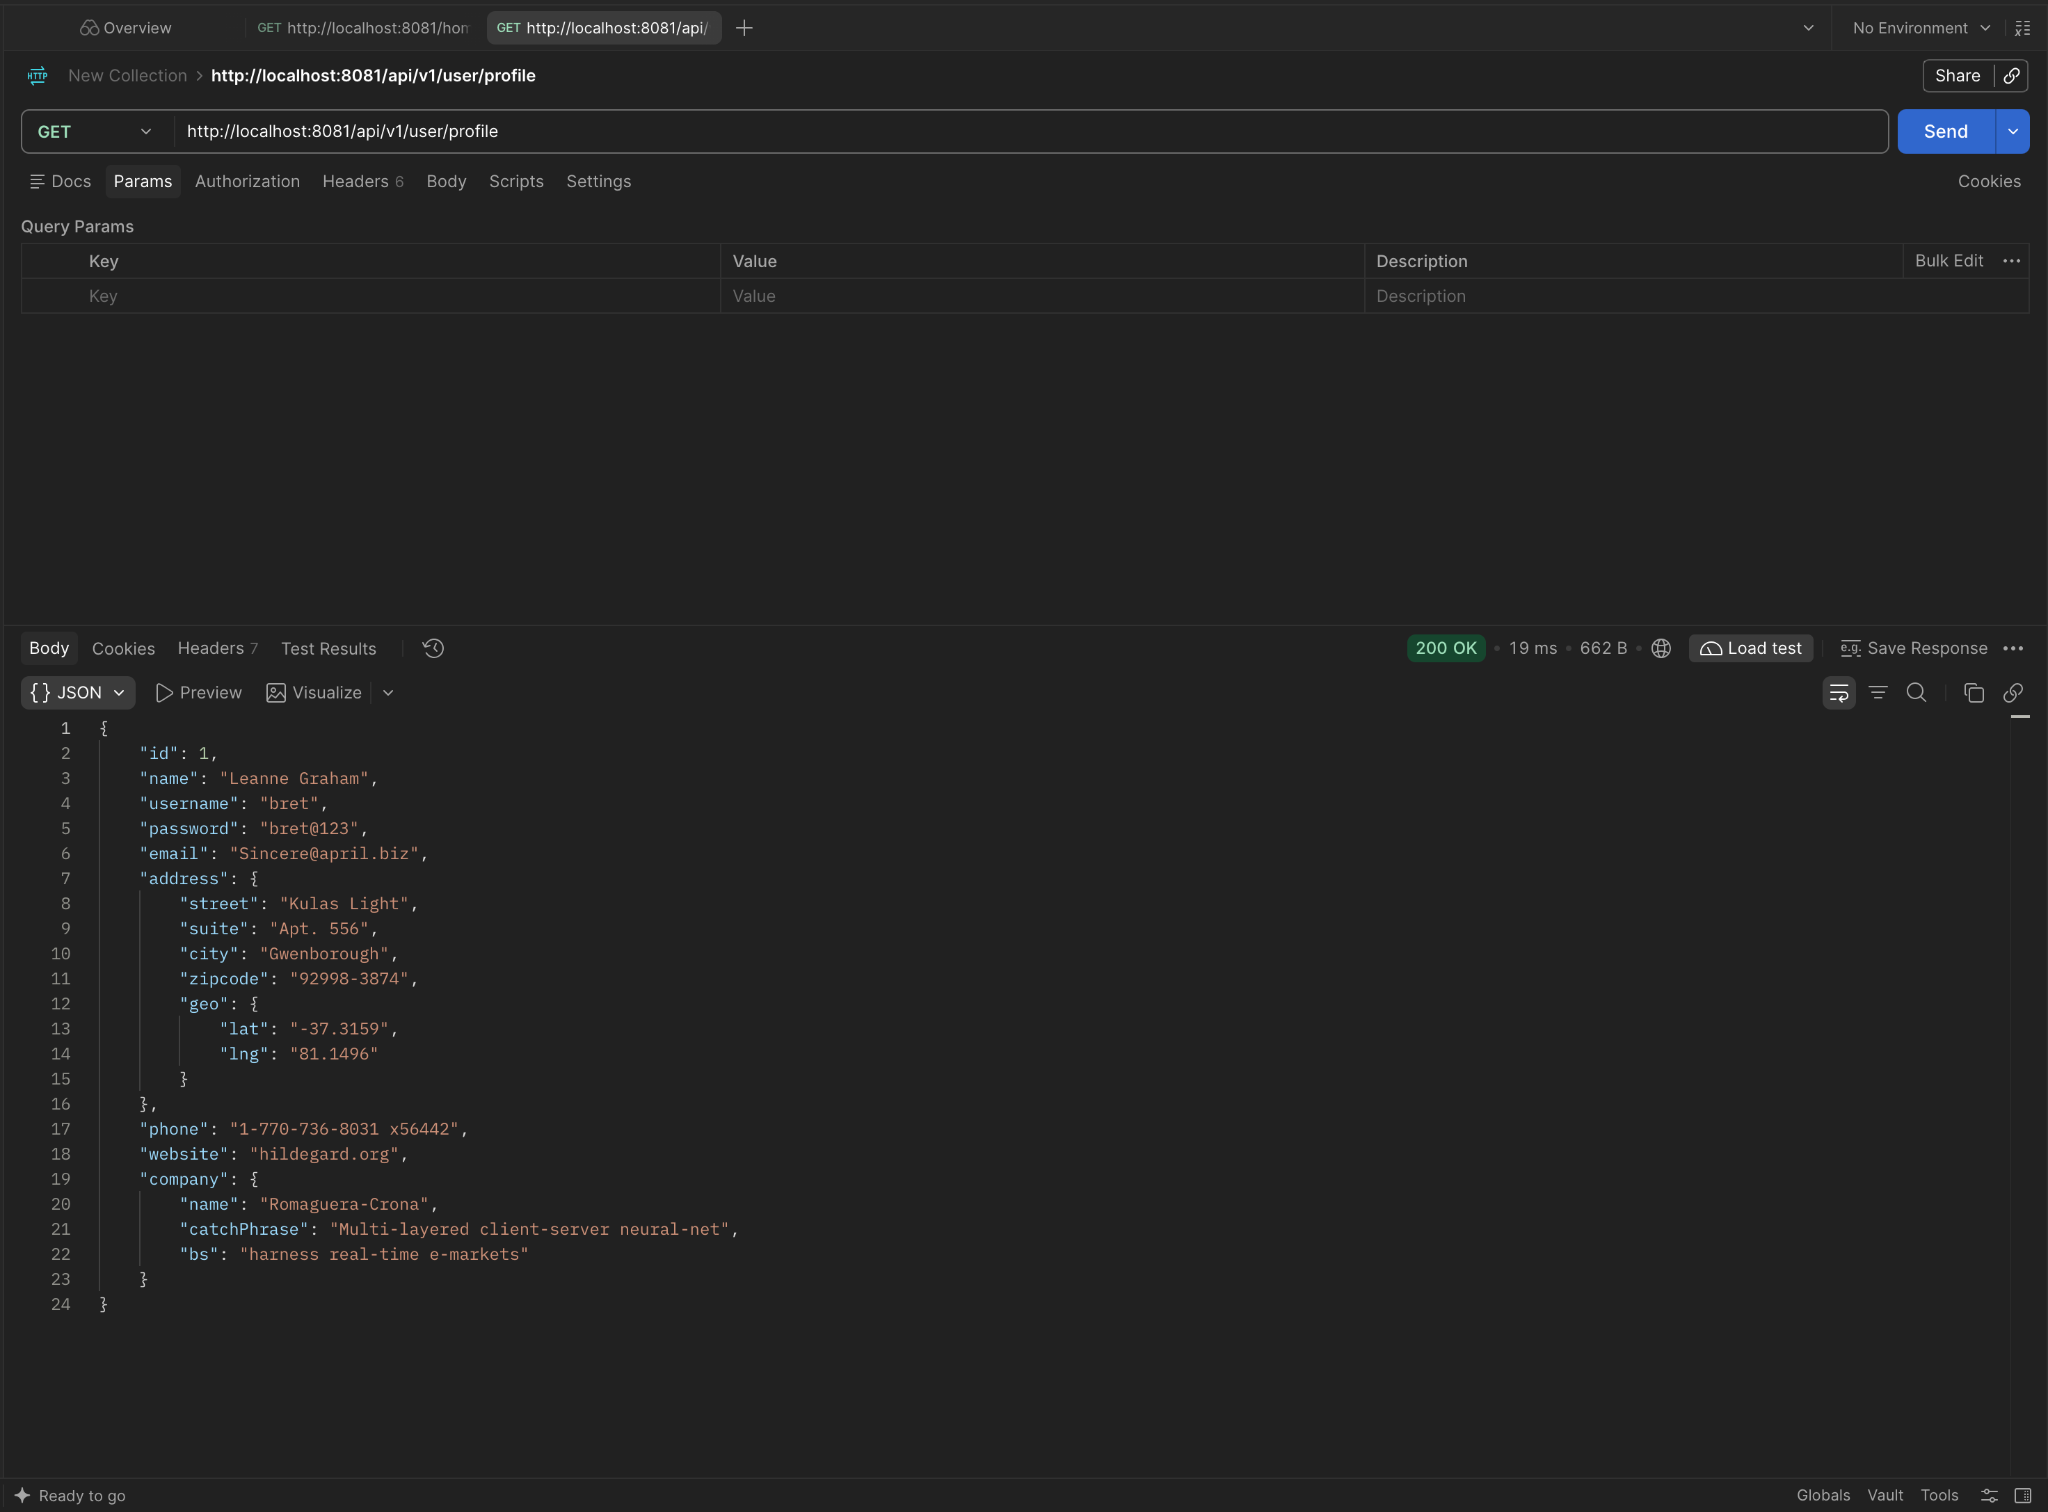 Overview
GET http://localhost:8081/hom
GET http://localhost:8081/api/
No Environment
HTTP New Collection > http://localhost:8081/api/v1/user/profile
Share
GET http://localhost:8081/api/v1/user/profile
Send
Docs Params Authorization Headers 6 Body Scripts Settings
Cookies
Query Params
Key Value Description Bulk Edit
Key Value Description
Body Cookies Headers 7 Test Results
200 OK • 19 ms • 662 B •
Load test
e.g. Save Response
{} JSON Preview Visualize
1 {
2 "id": 1,
3 "name": "Leanne Graham",
4 "username": "bret",
5 "password": "bret@123",
6 "email": "Sincere@april.biz",
7 "address": {
8 "street": "Kulas Light",
9 "suite": "Apt. 556",
10 "city": "Gwenborough",
11 "zipcode": "92998-3874",
12 "geo": {
13 "lat": "-37.3159",
14 "lng": "81.1496"
15 }
16 },
17 "phone": "1-770-736-8031 x56442",
18 "website": "hildegard.org",
19 "company": {
20 "name": "Romaguera-Crona",
21 "catchPhrase": "Multi-layered client-server neural-net",
22 "bs": "harness real-time e-markets"
23 }
24 }
Ready to go
Globals Vault Tools